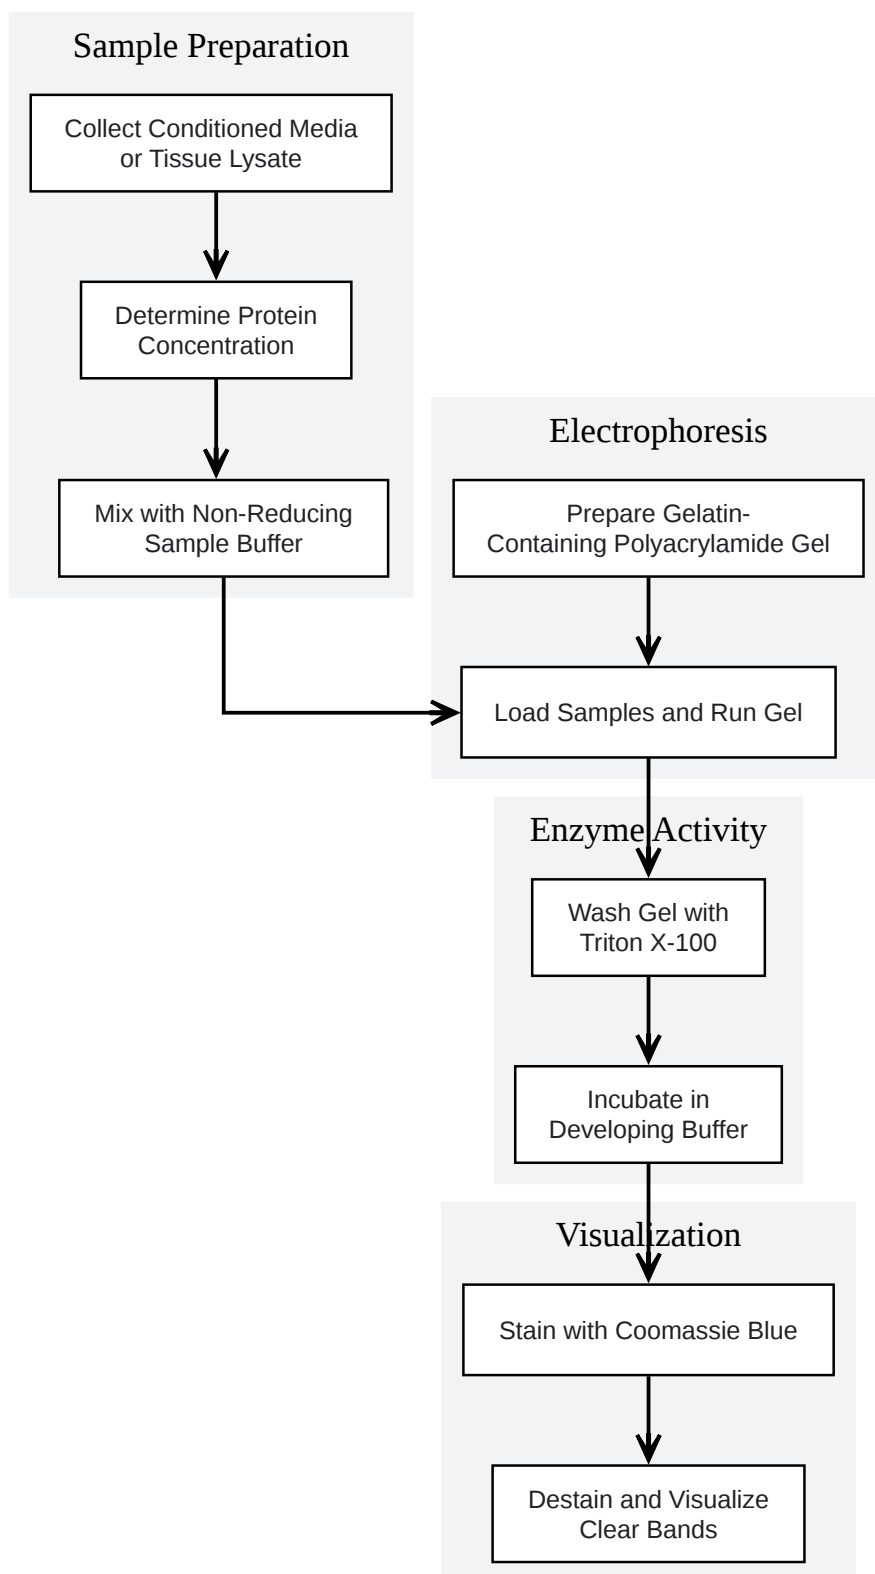 Sample Preparation
Collect Conditioned Media
or Tissue Lysate
Determine Protein
Concentration
Mix with Non-Reducing
Sample Buffer
Electrophoresis
Prepare Gelatin-
Containing Polyacrylamide Gel
Load Samples and Run Gel
Enzyme Activity
Wash Gel with
Triton X-100
Incubate in
Developing Buffer
Visualization
Stain with Coomassie Blue
Destain and Visualize
Clear Bands